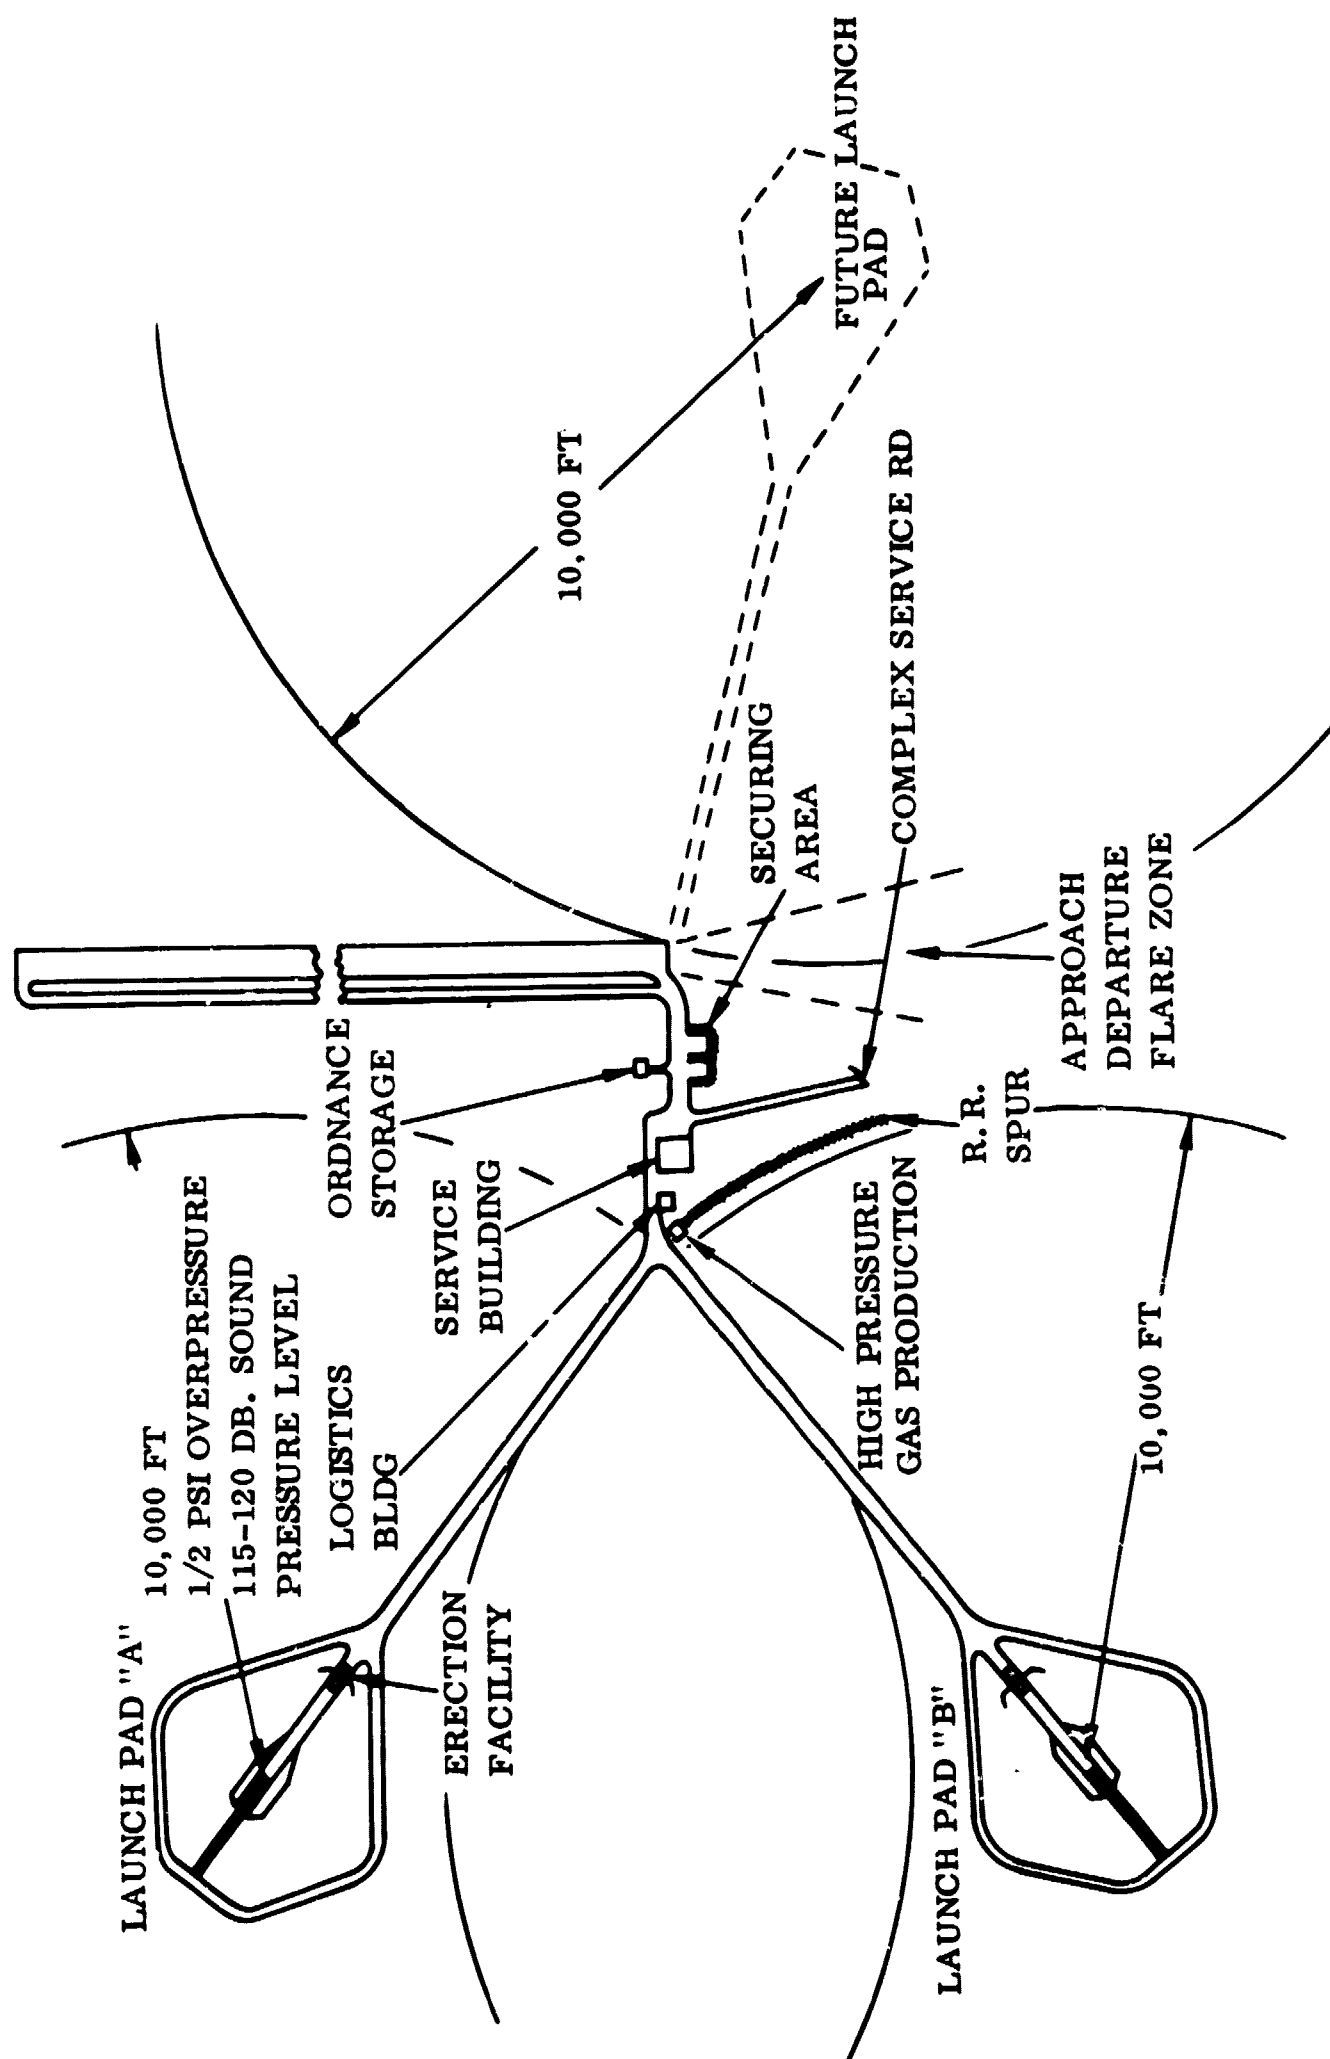 LAUNCH PAD "A"
10,000 FT
1/2 PSI OVERPRESSURE
115-120 DB. SOUND
PRESSURE LEVEL
LOGISTICS
BLDG
ORDNANCE
STORAGE
SERVICE
BUILDING
ERECTION
FACILITY
10,000 FT
FUTURE LAUNCH
PAD
SECURING
AREA
COMPLEX SERVICE RD
HIGH PRESSURE
GAS PRODUCTION
R.R.
SPUR
APPROACH
DEPARTURE
FLARE ZONE
LAUNCH PAD "B"
10,000 FT